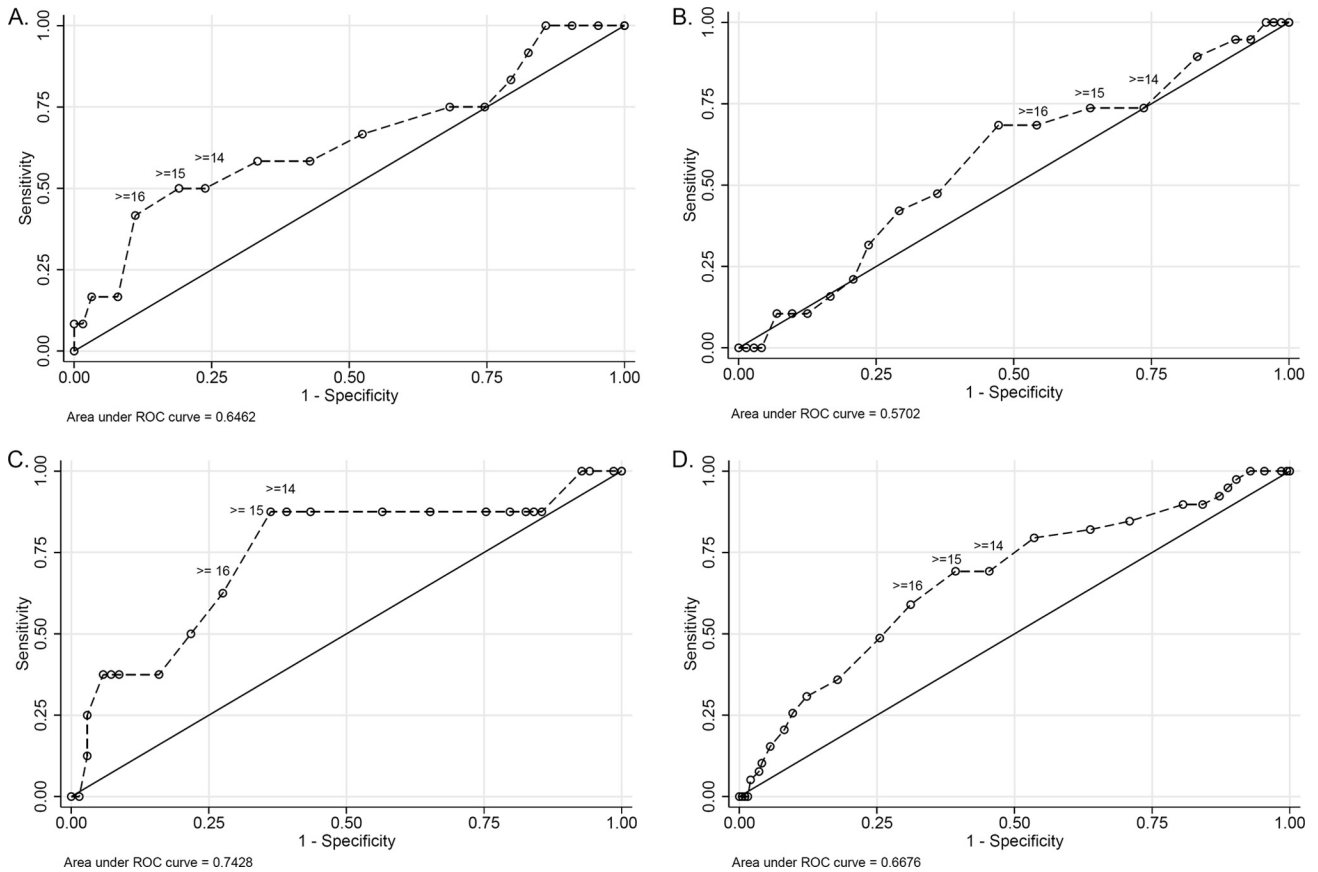 A.
1.00
0.75
0.50
0.25
0.00
Sensitivity
>=14
>=15
>=16
0.00 0.25 0.50 0.75 1.00
1 - Specificity
Area under ROC curve = 0.6462
B.
1.00
0.75
0.50
0.25
0.00
Sensitivity
>=14
>=15
>=16
0.00 0.25 0.50 0.75 1.00
1 - Specificity
Area under ROC curve = 0.5702
C.
1.00
0.75
0.50
0.25
0.00
Sensitivity
>=14
>= 15
>= 16
0.00 0.25 0.50 0.75 1.00
1 - Specificity
Area under ROC curve = 0.7428
D.
1.00
0.75
0.50
0.25
0.00
Sensitivity
>=14
>=15
>=16
0.00 0.25 0.50 0.75 1.00
1 - Specificity
Area under ROC curve = 0.6676